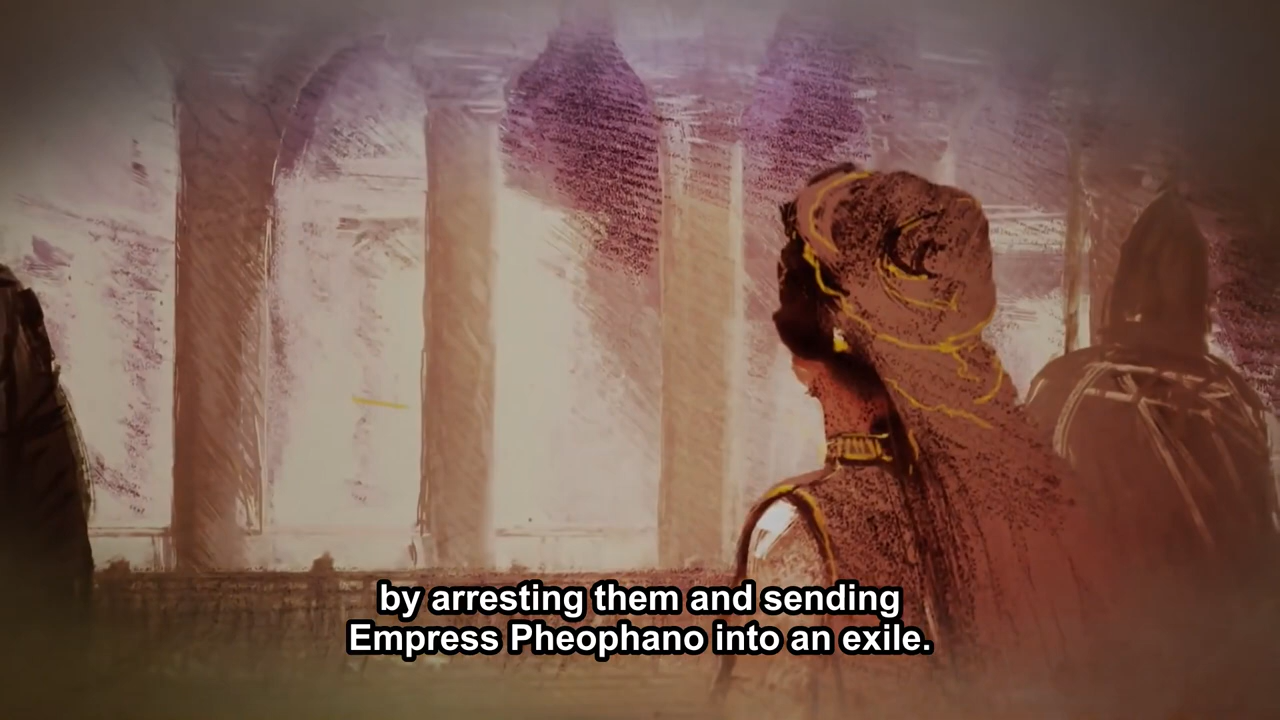 by arresting them and sending
Empress Pheophano into an exile.